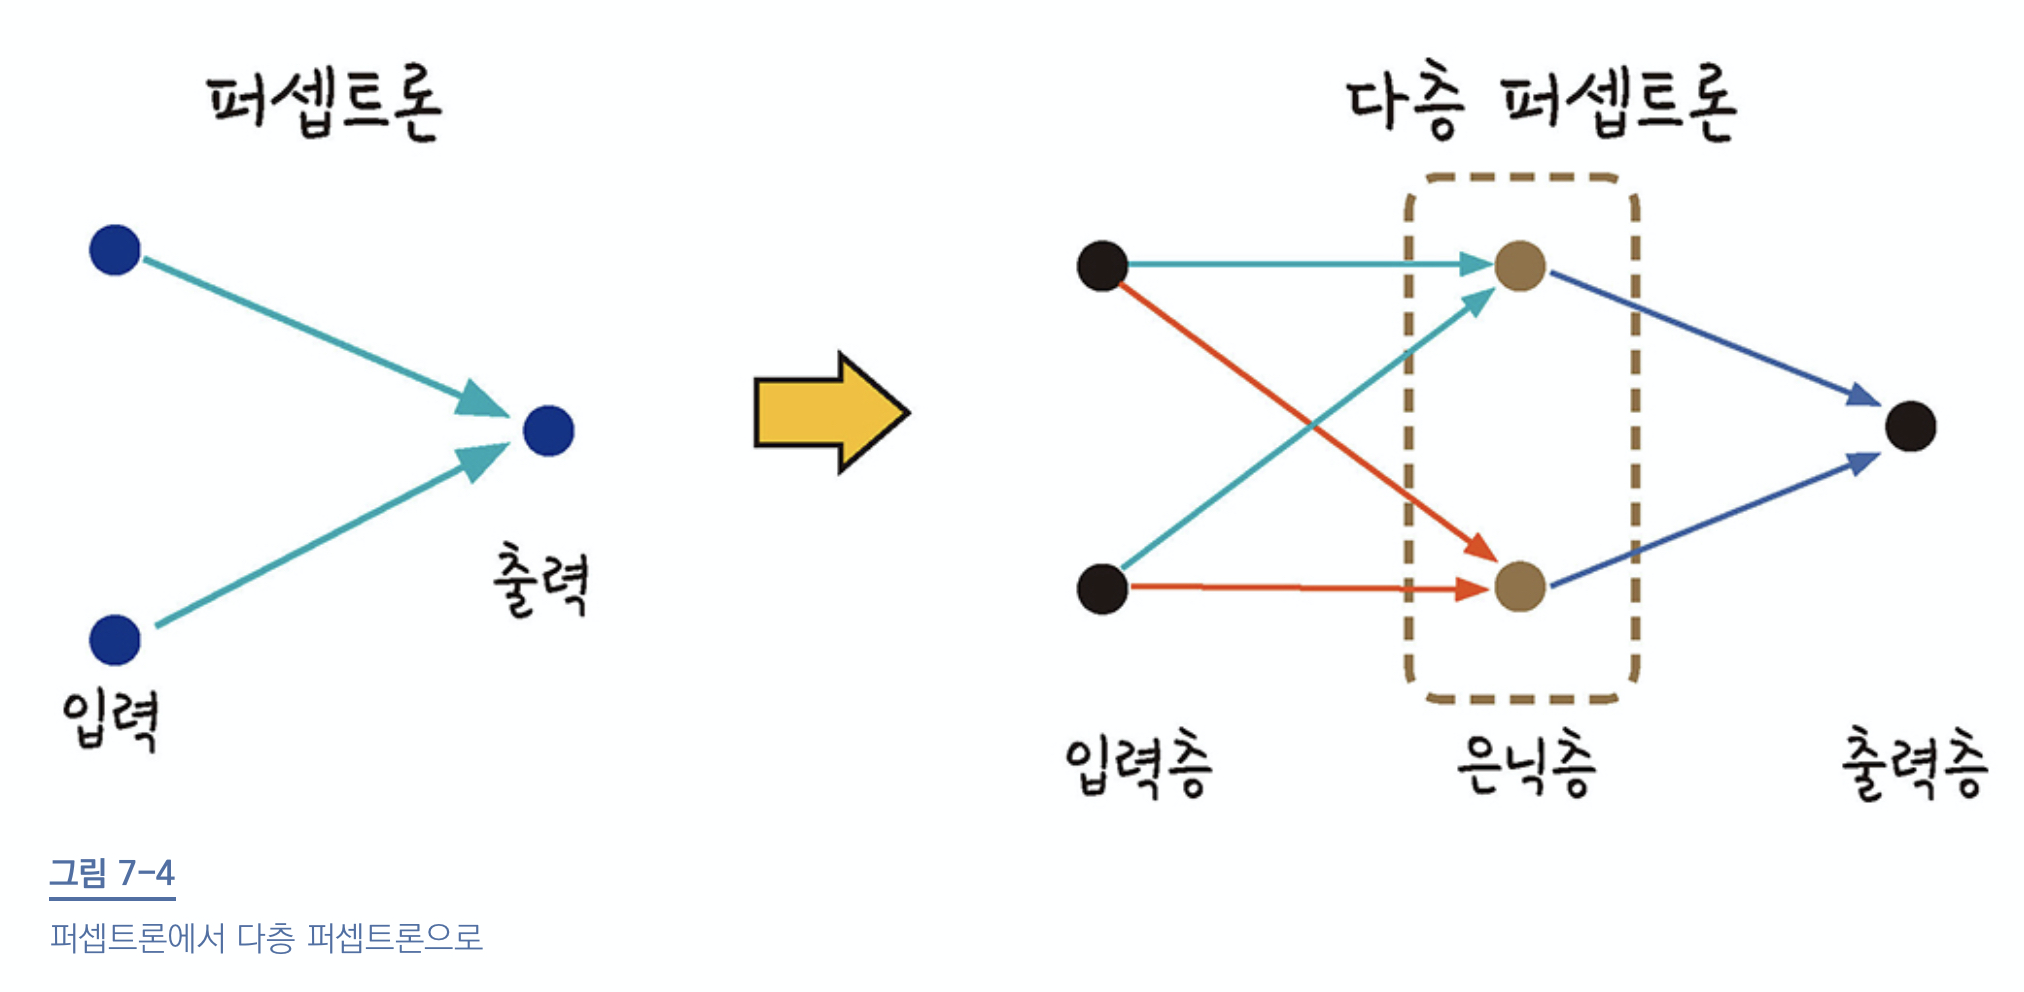 퍼셉트론
다층 퍼셉트론
출력
입력
입력층
은닉층
출력층
그림 7-4
퍼셉트론에서 다층 퍼셉트론으로